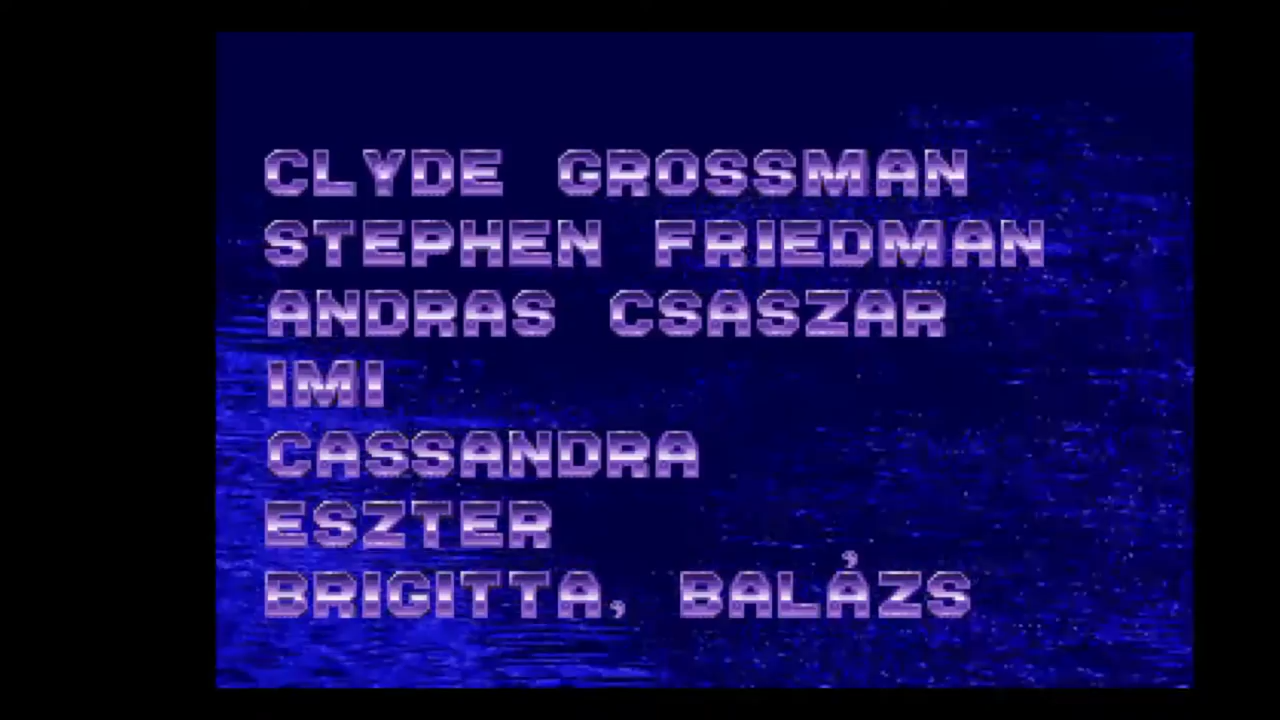 CLYDE GROSSMAN
STEPHEN FRIEDMAN
ANDRAS CSASZAR
IMI
CASSANDRA
ESZTER
BRIGITTA, BALÁZS